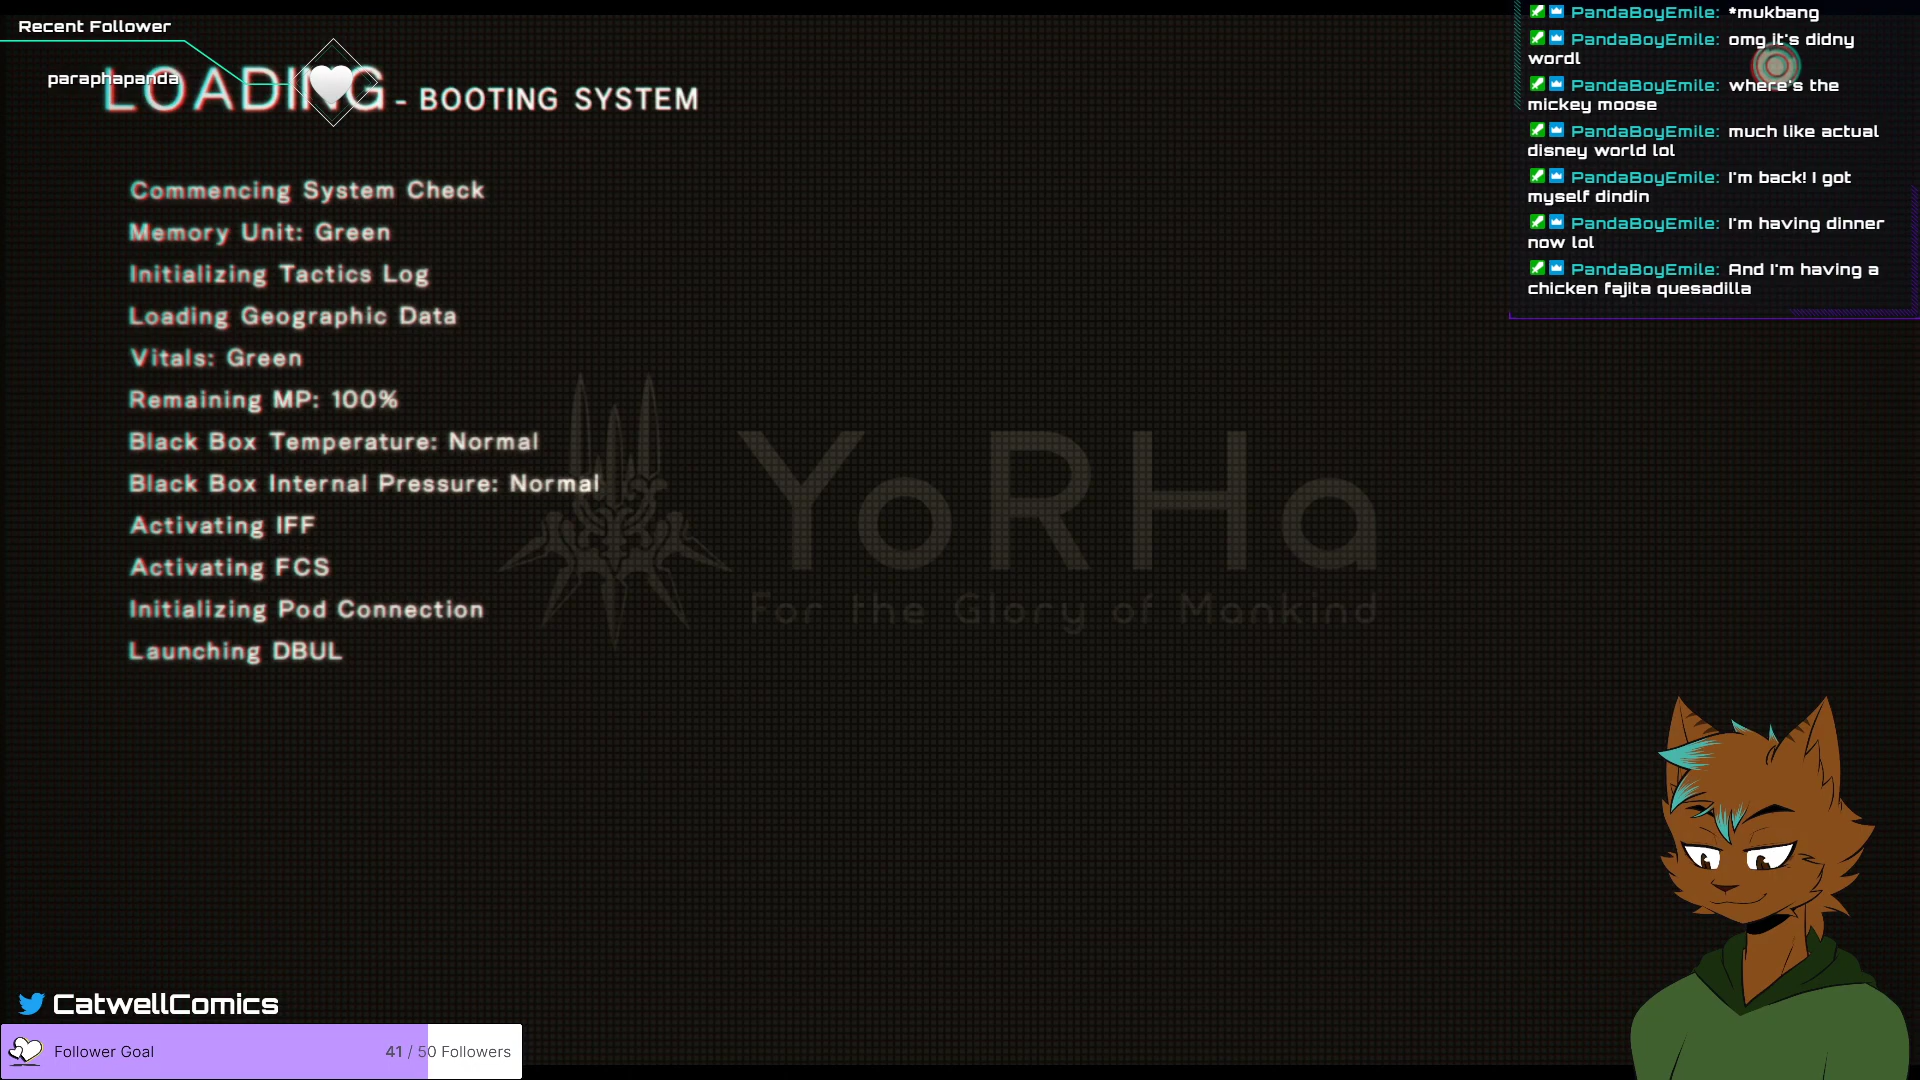 Recent Follower
paraphapanda
LOADING - BOOTING SYSTEM
Commencing System Check
Memory Unit: Green
Initializing Tactics Log
Loading Geographic Data
Vitals: Green
Remaining MP: 100%
Black Box Temperature: Normal
Black Box Internal Pressure: Normal
Activating IFF
Activating FCS
Initializing Pod Connection
Launching DBUL
YoRHa
For the Glory of Mankind
PandaBoyEmile: *mukbang
PandaBoyEmile: omg it's didny
wordl
PandaBoyEmile: where's the
mickey moose
PandaBoyEmile: much like actual
disney world lol
PandaBoyEmile: I'm back! I got
myself dindin
PandaBoyEmile: I'm having dinner
now lol
PandaBoyEmile: And I'm having a
chicken fajita quesadilla
CatwellComics
Follower Goal 41 / 50 Followers